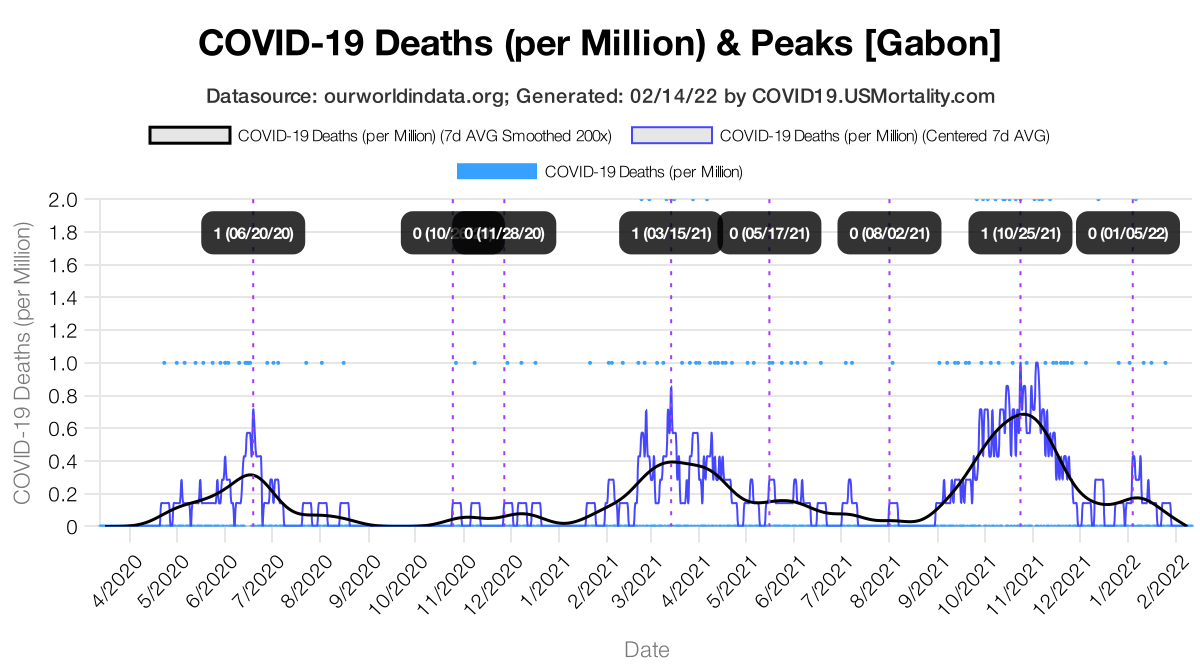 COVID-19 Deaths (per Million) & Peaks [Gabon]
Datasource: ourworldindata.org; Generated: 02/14/22 by COVID19.USMortality.com
COVID-19 Deaths (per Million) (7d AVG Smoothed 200x) COVID-19 Deaths (per Million) (Centered 7d AVG)
COVID-19 Deaths (per Million)
COVID-19 Deaths (per Million)
2.0
1.8
1.6
1.4
1.2
1.0
0.8
0.6
0.4
0.2
0
1 (06/20/20) 0 (10/ 0 (11/28/20) 1 (03/15/21) 0 (05/17/21) 0 (08/02/21) 1 (10/25/21) 0 (01/05/22)
4/2020 5/2020 6/2020 7/2020 8/2020 9/2020 10/2020 11/2020 12/2020 1/2021 2/2021 3/2021 4/2021 5/2021 6/2021 7/2021 8/2021 9/2021 10/2021 11/2021 12/2021 1/2022 2/2022
Date